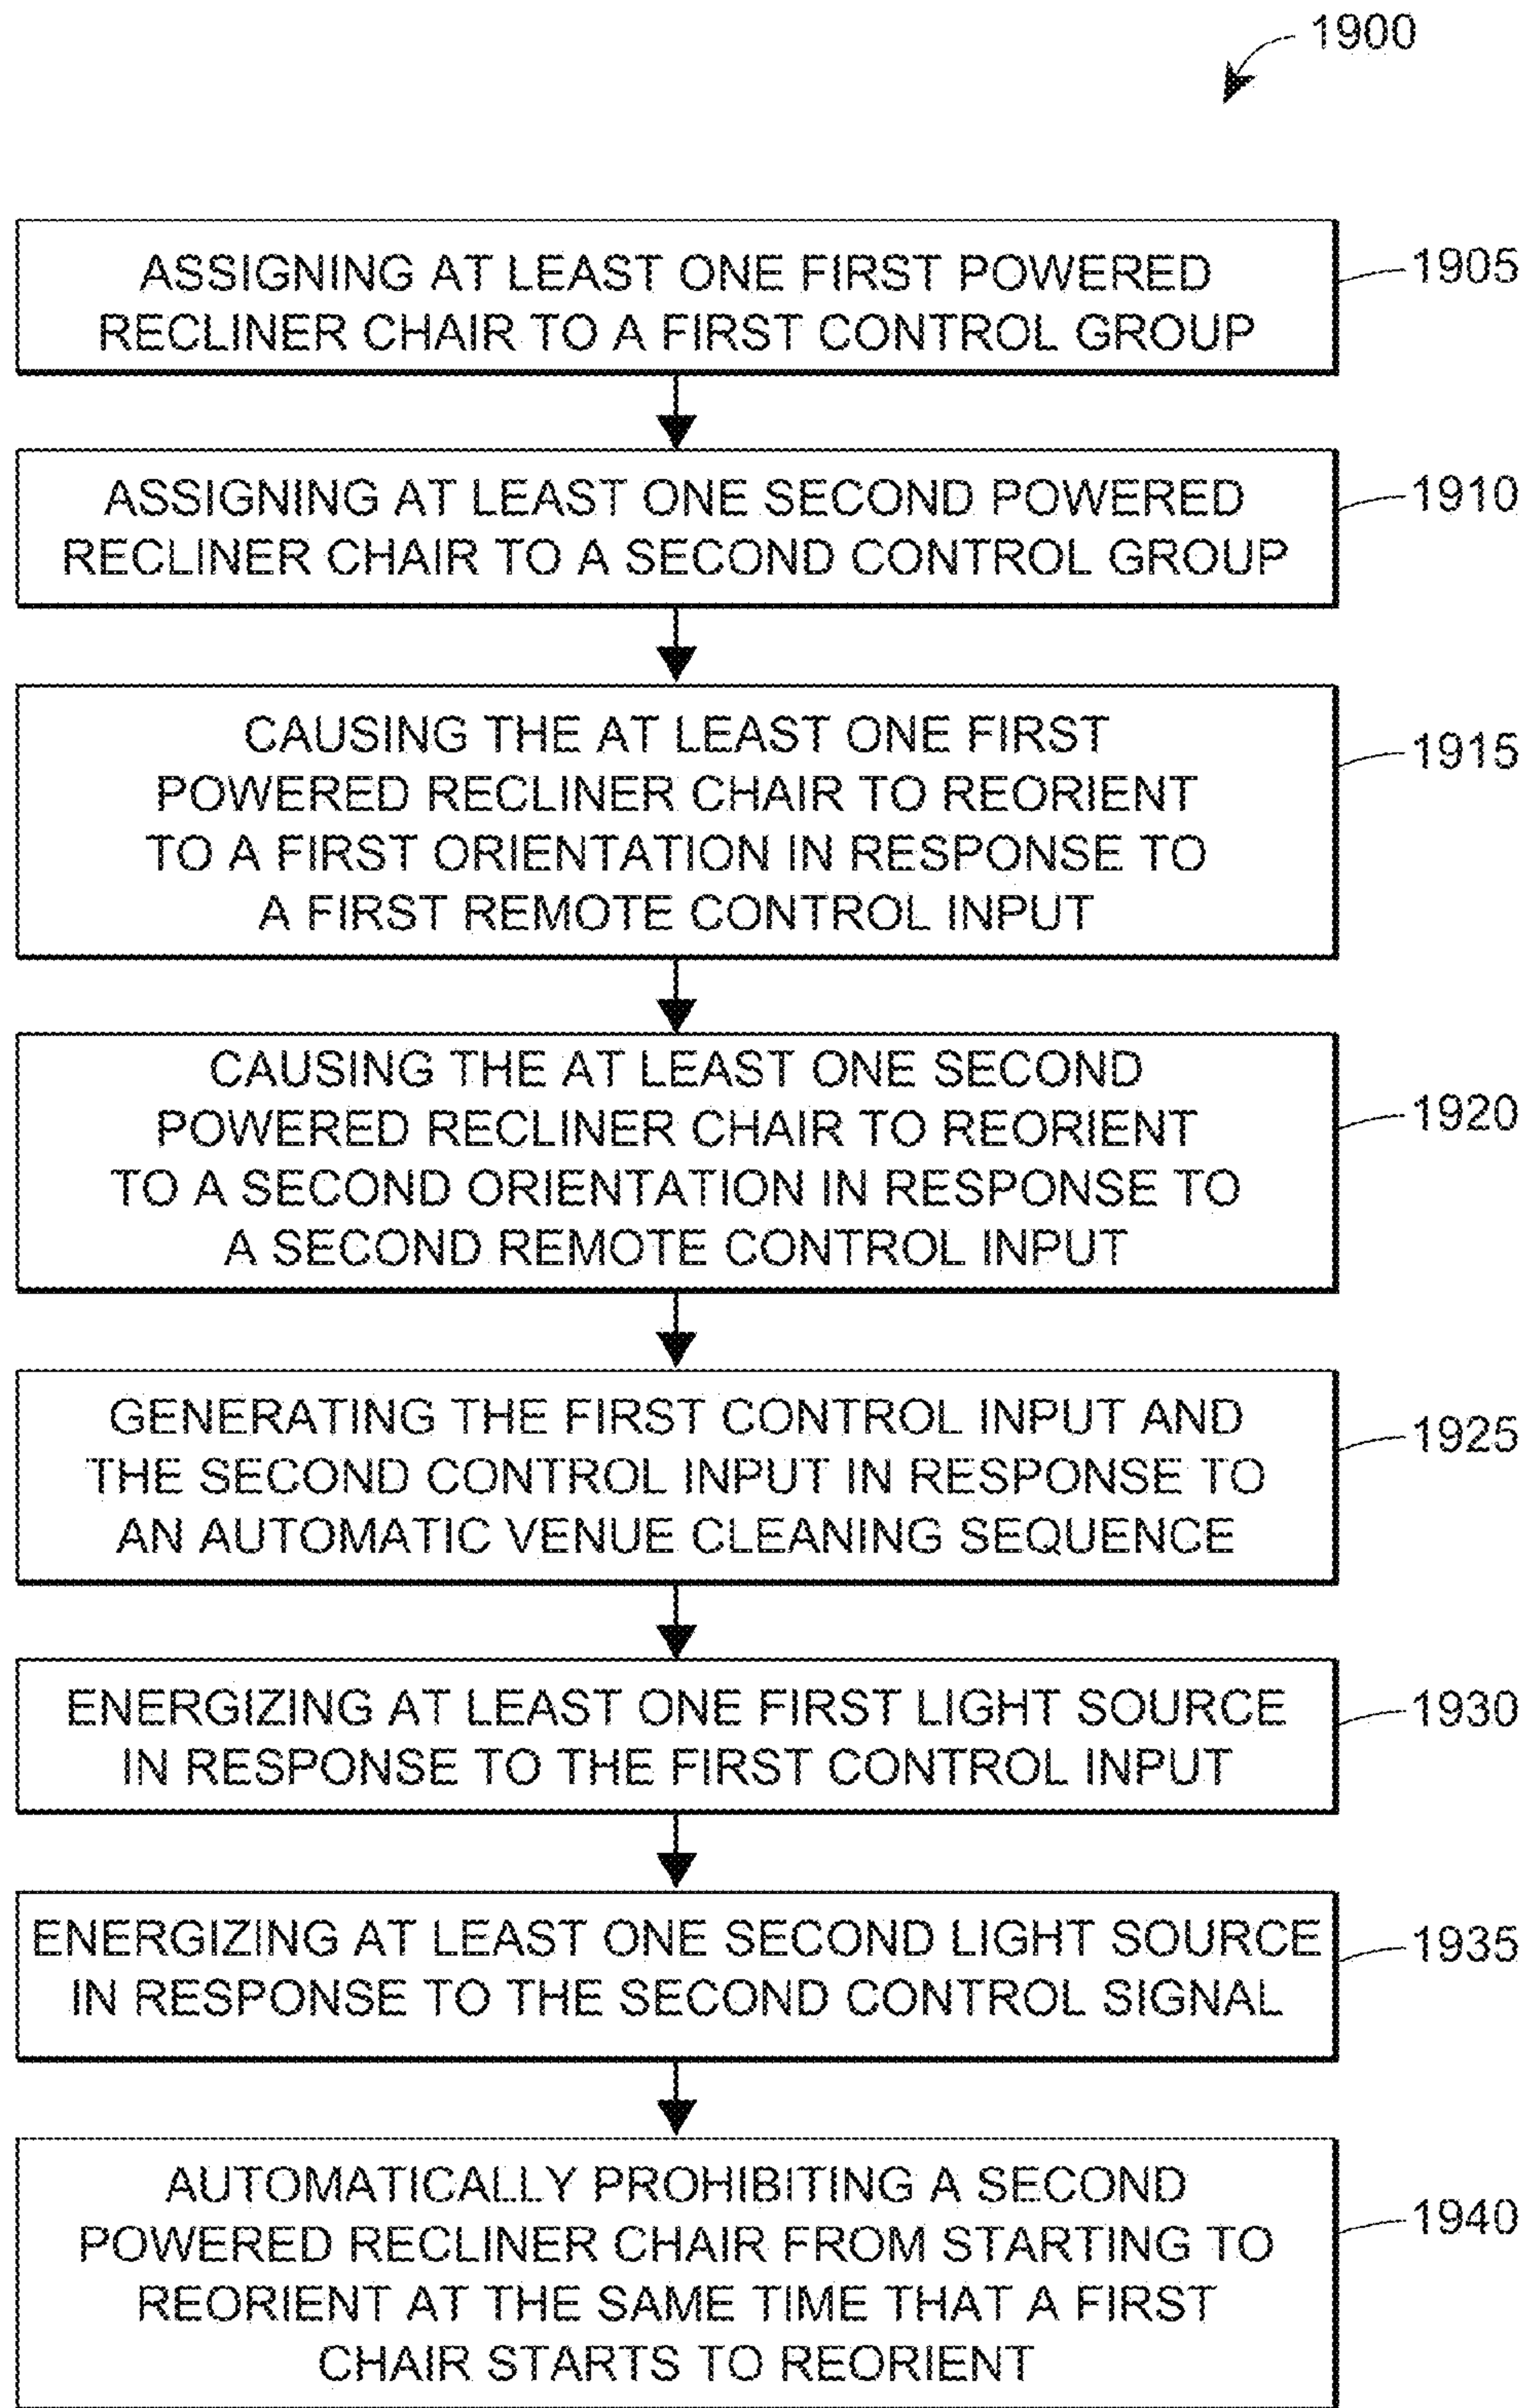 1900
ASSIGNING AT LEAST ONE FIRST POWERED
RECLINER CHAIR TO A FIRST CONTROL GROUP
1905
ASSIGNING AT LEAST ONE SECOND POWERED
RECLINER CHAIR TO A SECOND CONTROL GROUP
1910
CAUSING THE AT LEAST ONE FIRST
POWERED RECLINER CHAIR TO REORIENT
TO A FIRST ORIENTATION IN RESPONSE TO
A FIRST REMOTE CONTROL INPUT
1915
CAUSING THE AT LEAST ONE SECOND
POWERED RECLINER CHAIR TO REORIENT
TO A SECOND ORIENTATION IN RESPONSE TO
A SECOND REMOTE CONTROL INPUT
1920
GENERATING THE FIRST CONTROL INPUT AND
THE SECOND CONTROL INPUT IN RESPONSE TO
AN AUTOMATIC VENUE CLEANING SEQUENCE
1925
ENERGIZING AT LEAST ONE FIRST LIGHT SOURCE
IN RESPONSE TO THE FIRST CONTROL INPUT
1930
ENERGIZING AT LEAST ONE SECOND LIGHT SOURCE
IN RESPONSE TO THE SECOND CONTROL SIGNAL
1935
AUTOMATICALLY PROHIBITING A SECOND
POWERED RECLINER CHAIR FROM STARTING TO
REORIENT AT THE SAME TIME THAT A FIRST
CHAIR STARTS TO REORIENT
1940